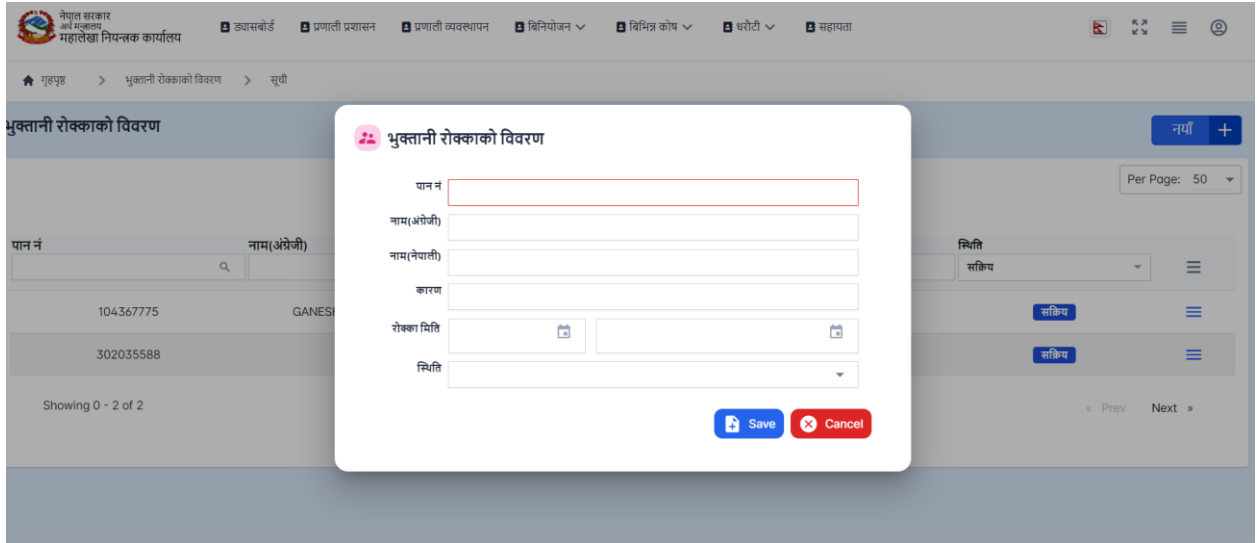 नेपाल सरकार
अर्थ मन्त्रालय
महालेखा नियन्त्रक कार्यालय
ड्यासबोर्ड
प्रणाली प्रशासन
प्रणाली व्यवस्थापन
बिनियोजन
बिभिन्न कोष
धरौटी
सहायता
गृहपृष्ठ > भुक्तानी रोक्काको विवरण > सूची
भुक्तानी रोक्काको विवरण
नयाँ +
Per Page: 50
पान नं
नाम(अंग्रेजी)
स्थिति
सक्रिय
104367775
GANESH
सक्रिय
302035588
सक्रिय
Showing 0 - 2 of 2
« Prev Next »
भुक्तानी रोक्काको विवरण
पान नं
नाम(अंग्रेजी)
नाम(नेपाली)
कारण
रोक्का मिति
स्थिति
Save
Cancel